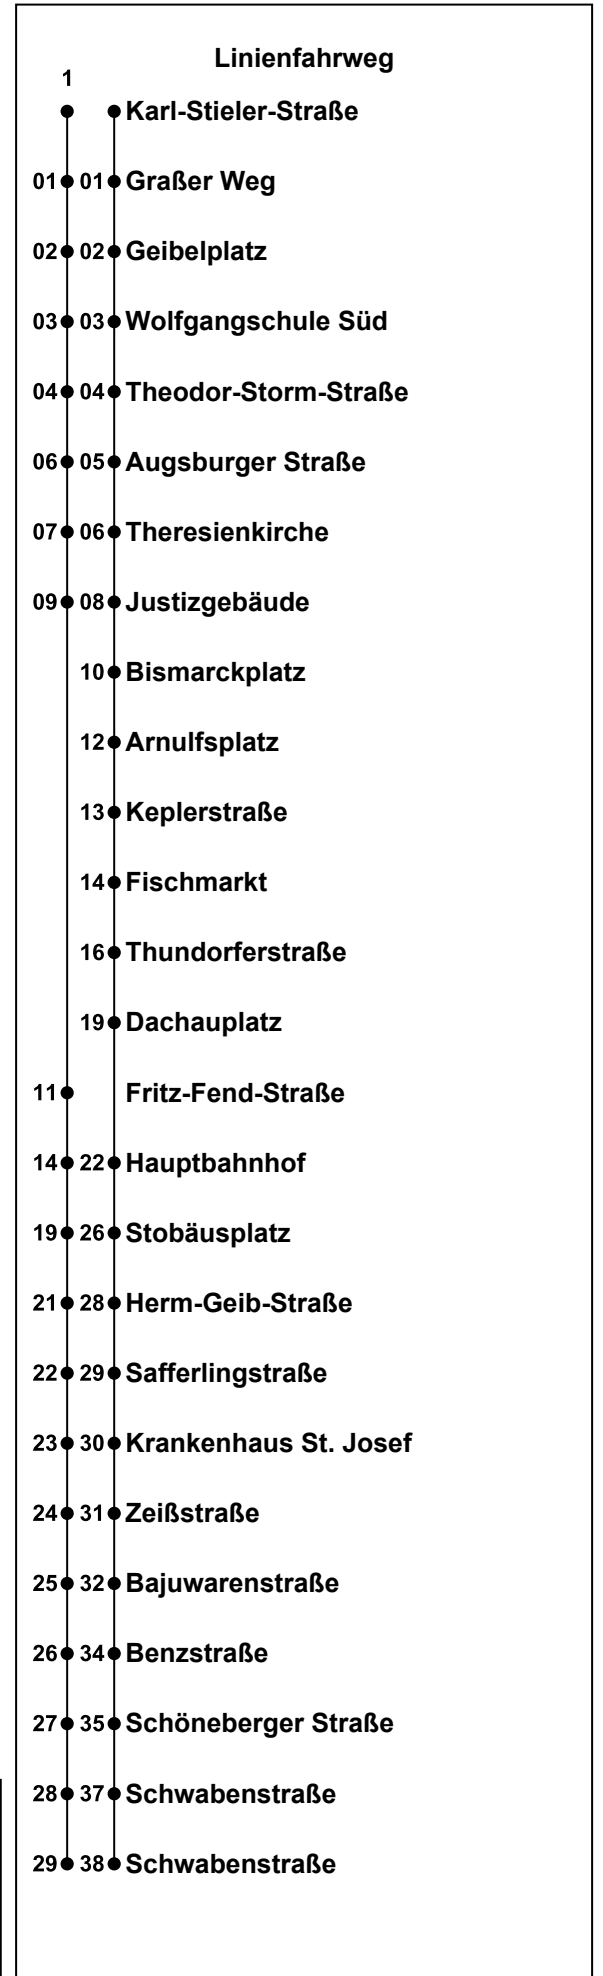 Linienfahrweg
1
Karl-Stieler-Straße
01 01 Graßer Weg
02 02 Geibelplatz
03 03 Wolfgangschule Süd
04 04 Theodor-Storm-Straße
06 05 Augsburger Straße
07 06 Theresienkirche
09 08 Justizgebäude
10 Bismarckplatz
12 Arnulfsplatz
13 Keplerstraße
14 Fischmarkt
16 Thundorferstraße
19 Dachauplatz
11 Fritz-Fend-Straße
14 22 Hauptbahnhof
19 26 Stobäusplatz
21 28 Herm-Geib-Straße
22 29 Safferlingstraße
23 30 Krankenhaus St. Josef
24 31 Zeißstraße
25 32 Bajuwarenstraße
26 34 Benzstraße
27 35 Schöneberger Straße
28 37 Schwabenstraße
29 38 Schwabenstraße